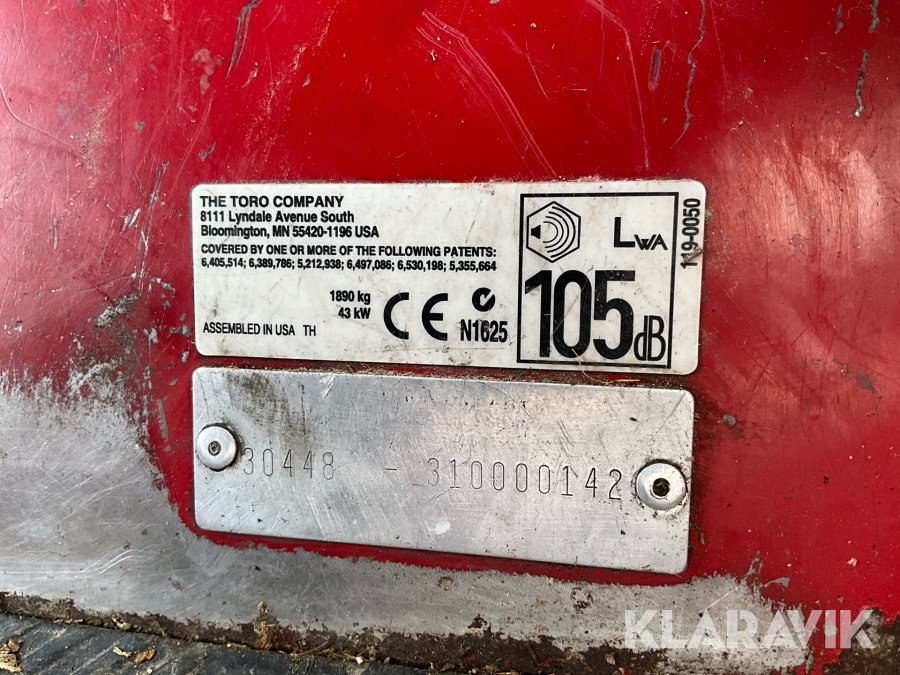 THE TORO COMPANY
8111 Lyndale Avenue South
Bloomington, MN 55420-1196 USA
COVERED BY ONE OR MORE OF THE FOLLOWING PATENTS:
6,405,514; 6,389,786; 5,212,938; 6,497,086; 6,530,198; 5,355,664
1890 kg
43 kW
ASSEMBLED IN USA TH
CE
N1625
LWA
105dB
119-0050
30448 - 310000142
KLARAVIK